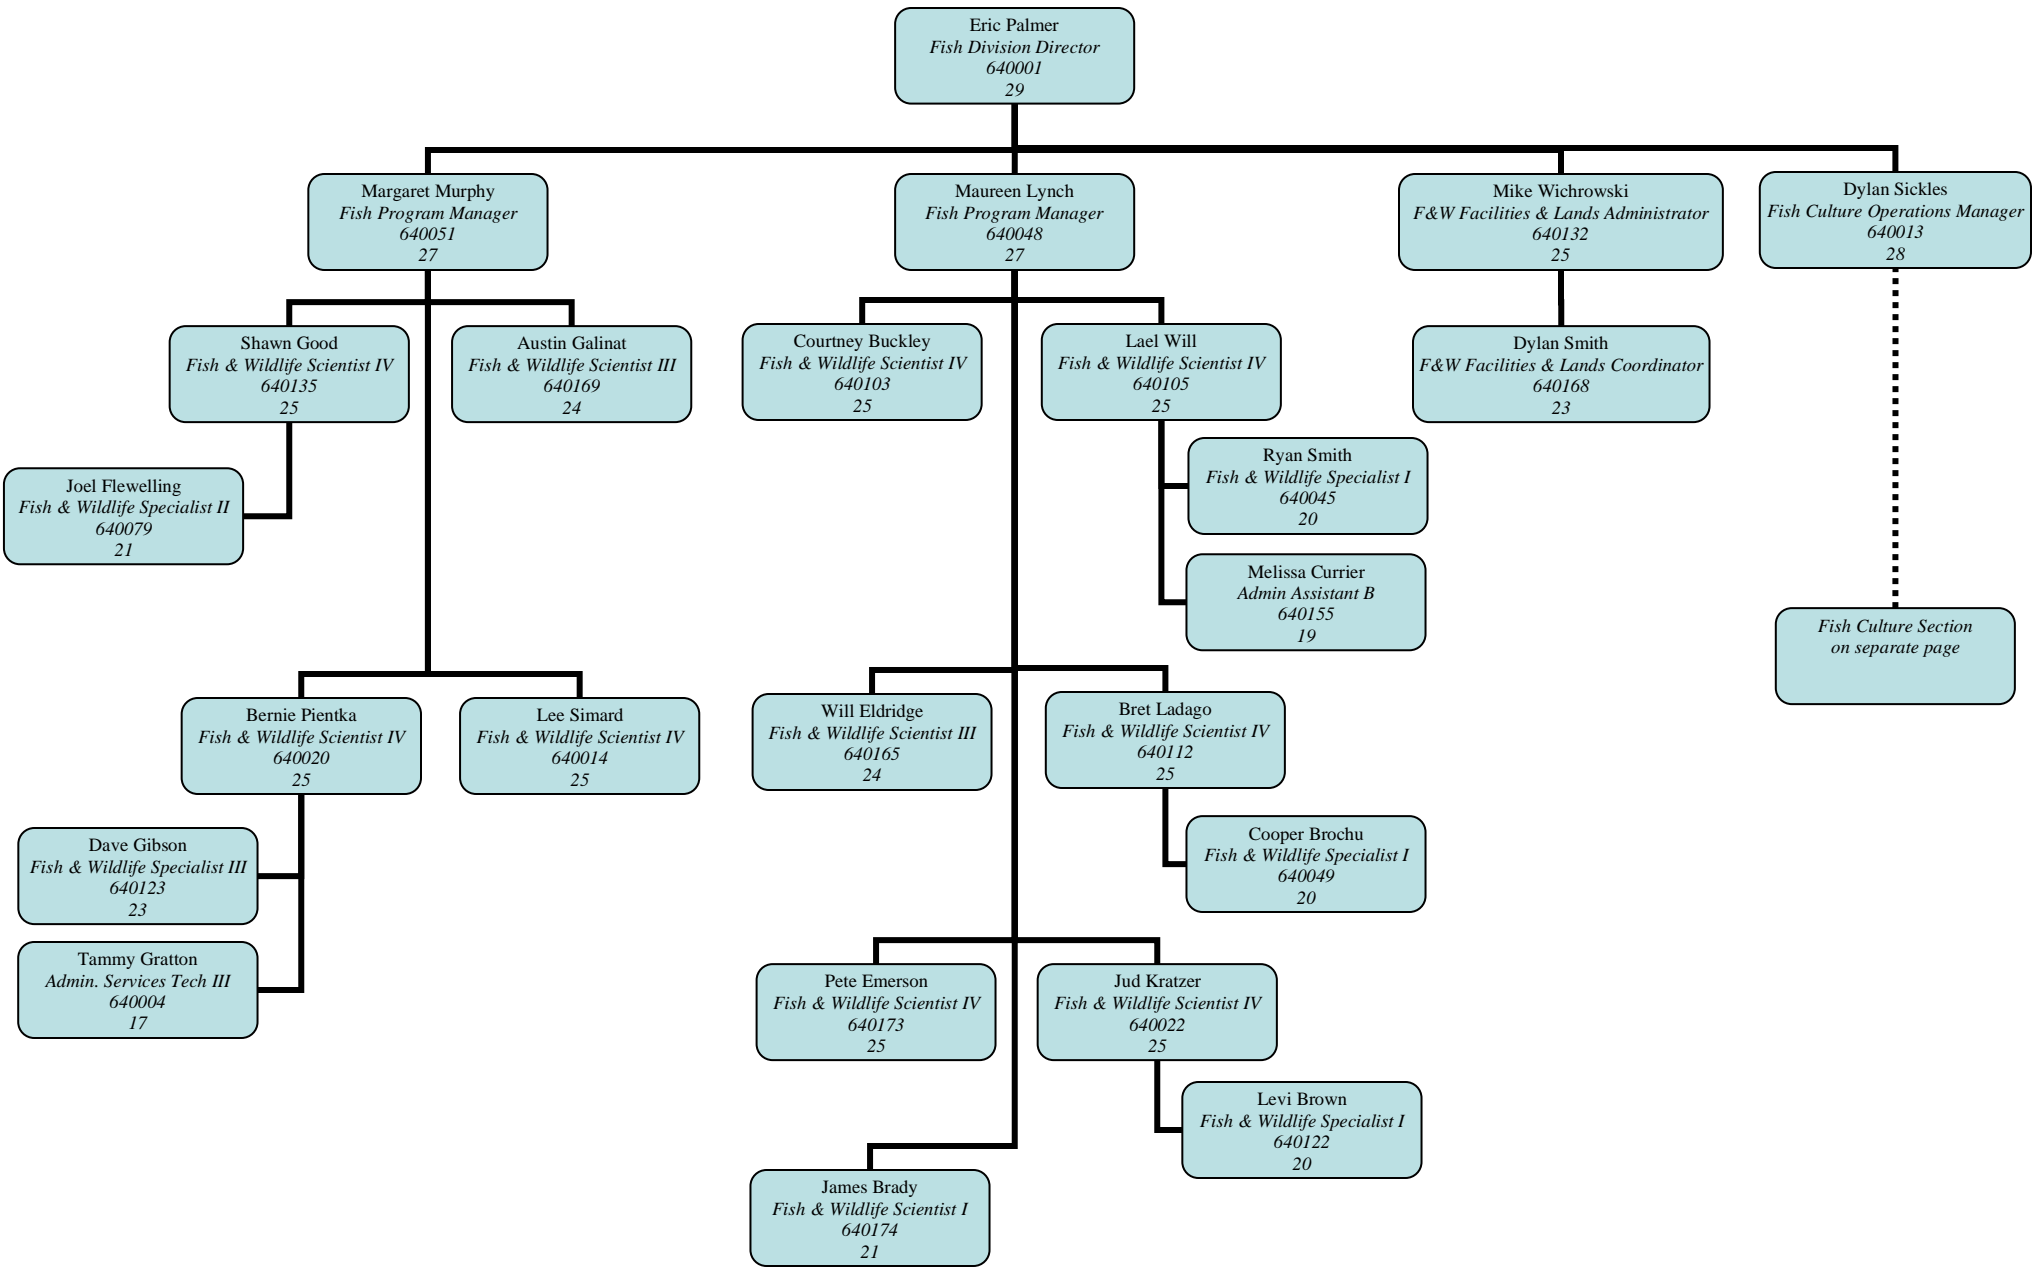 Eric Palmer
Fish Division Director
640001
29
Margaret Murphy
Fish Program Manager
640051
27
Maureen Lynch
Fish Program Manager
640048
27
Mike Wichrowski
F&W Facilities & Lands Administrator
640132
25
Dylan Sickles
Fish Culture Operations Manager
640013
28
Shawn Good
Fish & Wildlife Scientist IV
640135
25
Austin Galinat
Fish & Wildlife Scientist III
640169
24
Courtney Buckley
Fish & Wildlife Scientist IV
640103
25
Lael Will
Fish & Wildlife Scientist IV
640105
25
Dylan Smith
F&W Facilities & Lands Coordinator
640168
23
Joel Flewelling
Fish & Wildlife Specialist II
640079
21
Ryan Smith
Fish & Wildlife Specialist I
640045
20
Melissa Currier
Admin Assistant B
640155
19
Fish Culture Section
on separate page
Bernie Pientka
Fish & Wildlife Scientist IV
640020
25
Lee Simard
Fish & Wildlife Scientist IV
640014
25
Will Eldridge
Fish & Wildlife Scientist III
640165
24
Bret Ladago
Fish & Wildlife Scientist IV
640112
25
Dave Gibson
Fish & Wildlife Specialist III
640123
23
Cooper Brochu
Fish & Wildlife Specialist I
640049
20
Tammy Gratton
Admin. Services Tech III
640004
17
Pete Emerson
Fish & Wildlife Scientist IV
640173
25
Jud Kratzer
Fish & Wildlife Scientist IV
640022
25
Levi Brown
Fish & Wildlife Specialist I
640122
20
James Brady
Fish & Wildlife Scientist I
640174
21